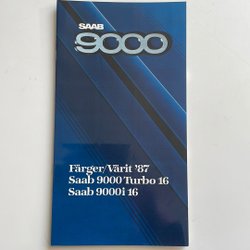 SAAB
9000
Färger/Värit '87
Saab 9000 Turbo 16
Saab 9000i 16